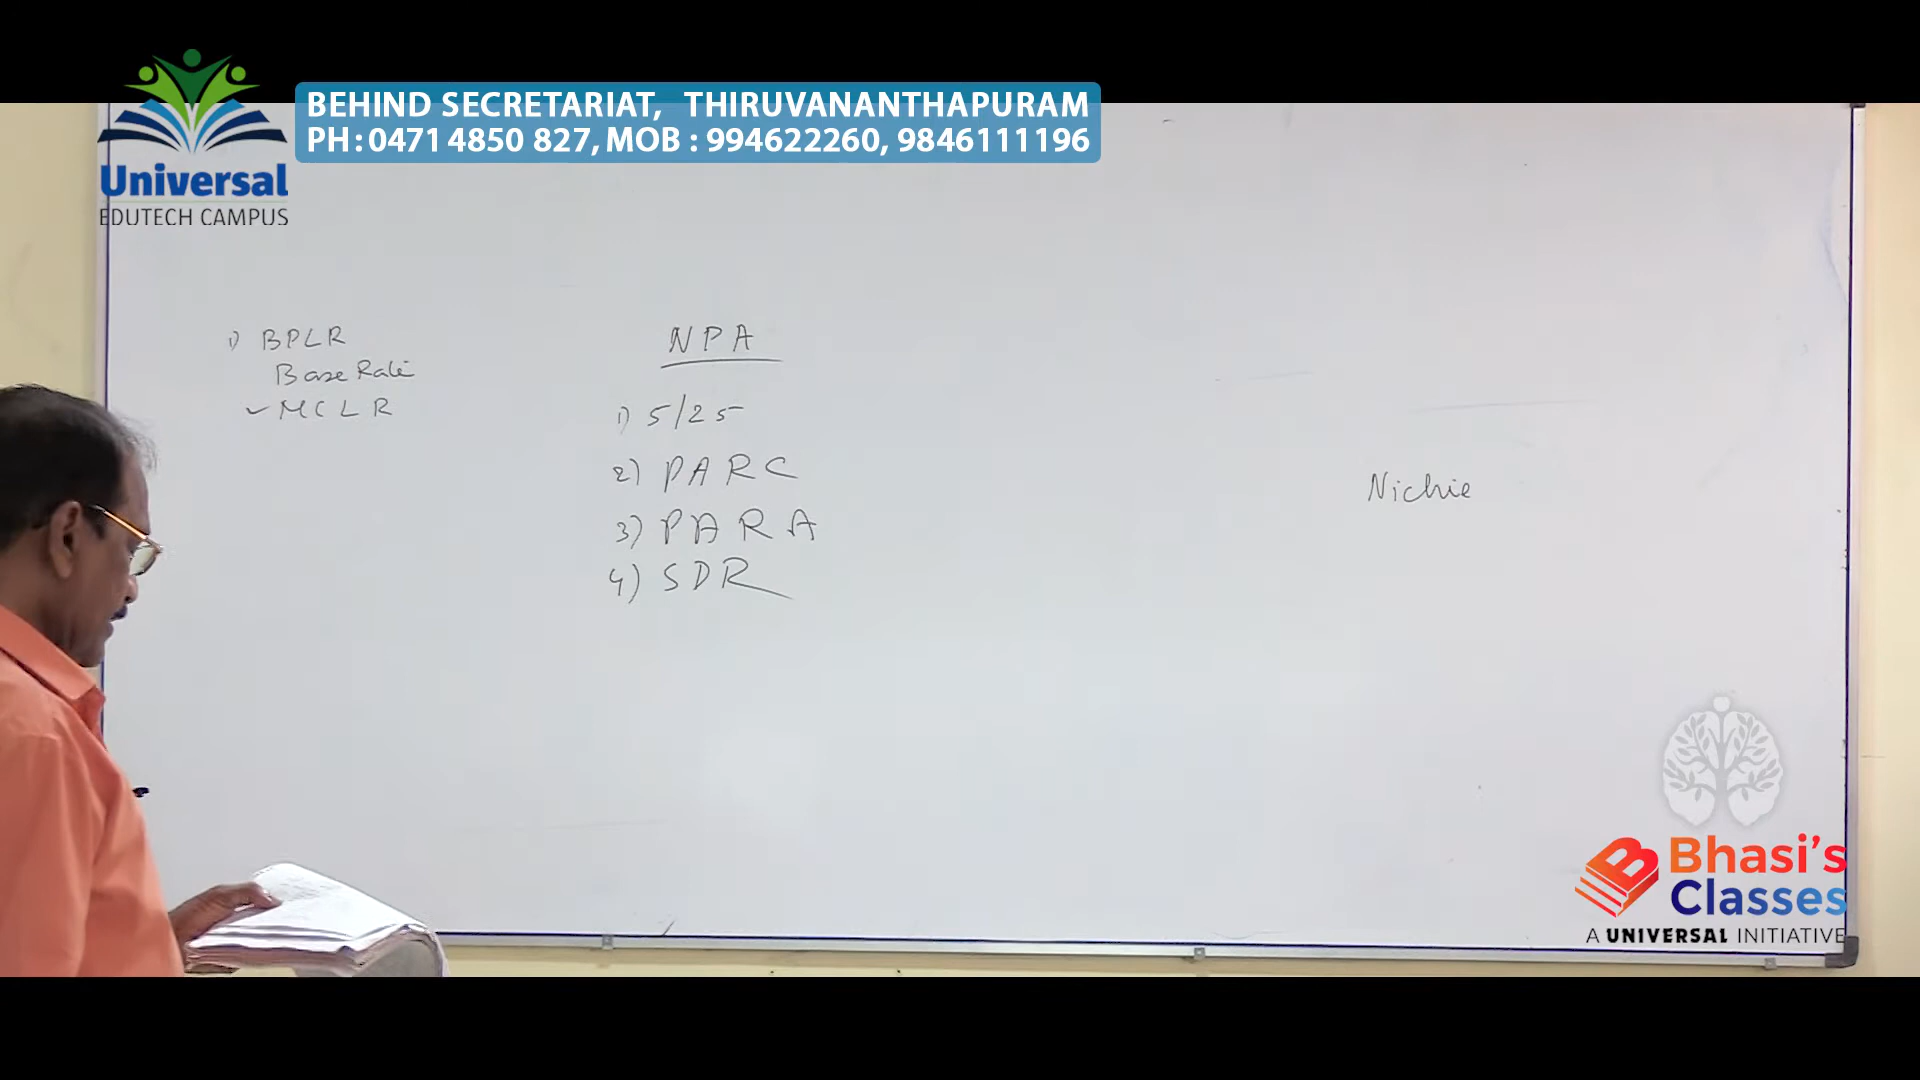 BEHIND SECRETARIAT, THIRUVANANTHAPURAM
PH : 0471 4850 827, MOB : 994622260, 9846111196
Universal
EDUTECH CAMPUS
1) BPLR
Base Rate
✓ MCLR
NPA
1) 5/25
2) PARC
3) PARA
4) SDR
Nichie
Bhasi's
Classes
A UNIVERSAL INITIATIVE